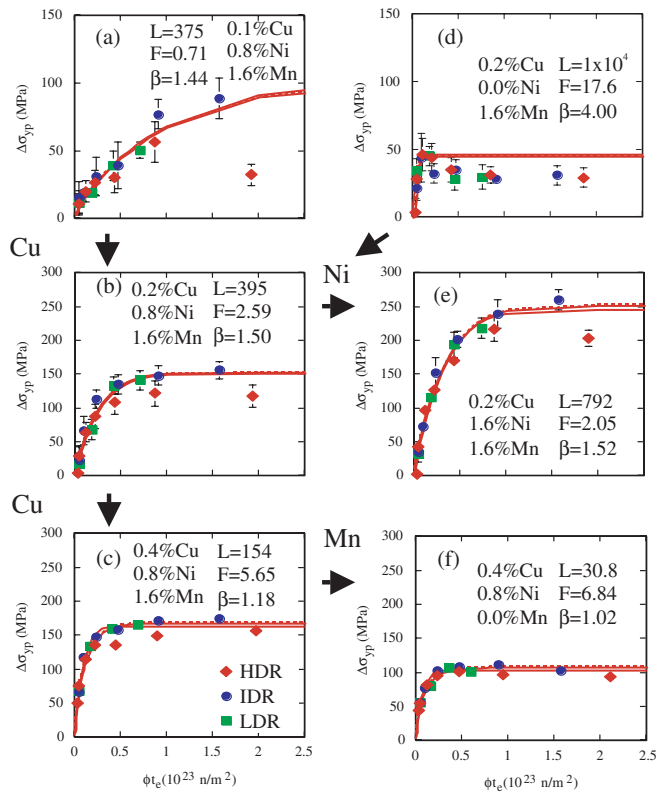 (a)
L=375
F=0.71
β=1.44
0.1%Cu
0.8%Ni
1.6%Mn
150
100
50
0
Δσyp (MPa)
(d)
0.2%Cu L=1x10⁴
0.0%Ni F=17.6
1.6%Mn β=4.00
150
100
50
0
Δσyp (MPa)
Cu
Ni
(b)
0.2%Cu L=395
0.8%Ni F=2.59
1.6%Mn β=1.50
300
250
200
150
100
50
0
Δσyp (MPa)
(e)
0.2%Cu L=792
1.6%Ni F=2.05
1.6%Mn β=1.52
300
250
200
150
100
50
0
Δσyp (MPa)
Cu
Mn
(c)
0.4%Cu L=154
0.8%Ni F=5.65
1.6%Mn β=1.18
HDR
IDR
LDR
300
250
200
150
100
50
0
Δσyp (MPa)
0 0.5 1 1.5 2 2.5
ϕte(10²³ n/m²)
(f)
0.4%Cu L=30.8
0.8%Ni F=6.84
0.0%Mn β=1.02
300
250
200
150
100
50
0
Δσyp (MPa)
0 0.5 1 1.5 2 2.5
ϕte(10²³ n/m²)